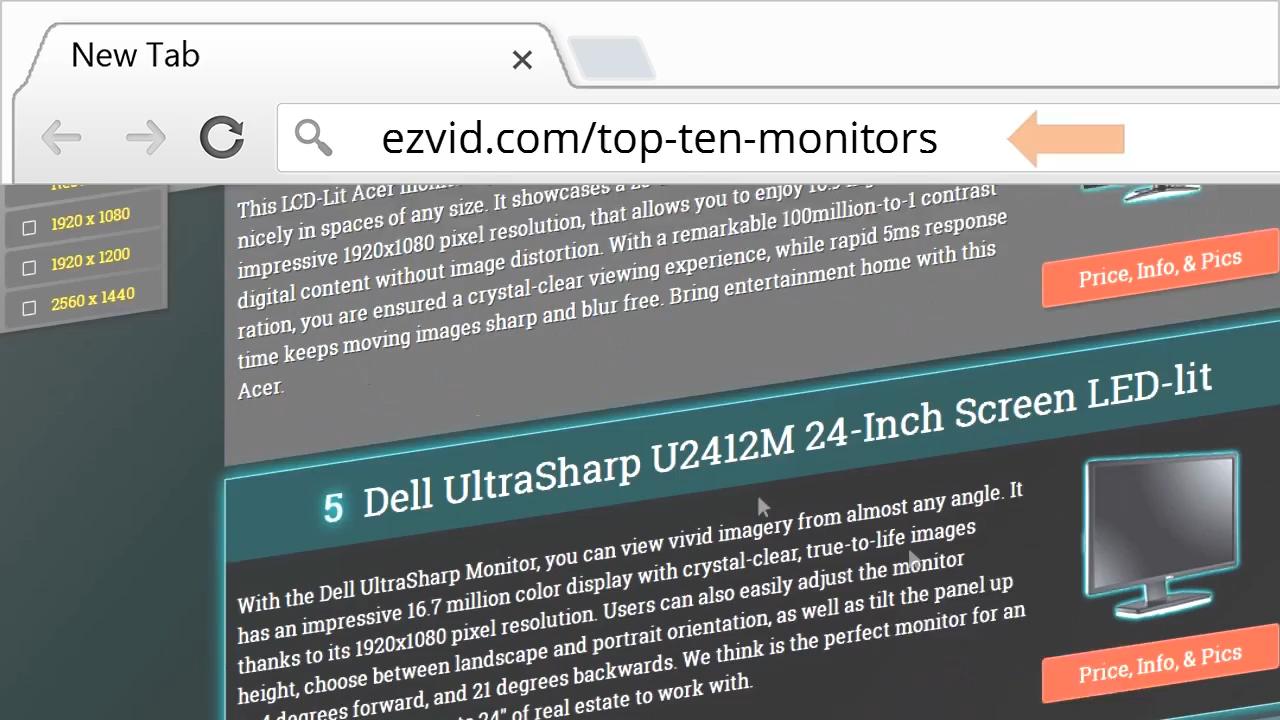 New Tab
ezvid.com/top-ten-monitors
1920 x 1080
1920 x 1200
2560 x 1440
This LCD-Lit Acer
nicely in spaces of any size. It showcases a
impressive 1920x1080 pixel resolution, that allows you to enjoy
digital content without image distortion. With a remarkable 100million-to-1 contrast
ration, you are ensured a crystal-clear viewing experience, while rapid 5ms response
time keeps moving images sharp and blur free. Bring entertainment home with this
Acer.
Price, Info, & Pics
5 Dell UltraSharp U2412M 24-Inch Screen LED-lit
With the Dell UltraSharp Monitor, you can view vivid imagery from almost any angle. It
has an impressive 16.7 million color display with crystal-clear, true-to-life images
thanks to its 1920x1080 pixel resolution. Users can also easily adjust the monitor
height, choose between landscape and portrait orientation, as well as tilt the panel up
degrees forward, and 21 degrees backwards. We think is the perfect monitor for an
24" of real estate to work with.
Price, Info, & Pics